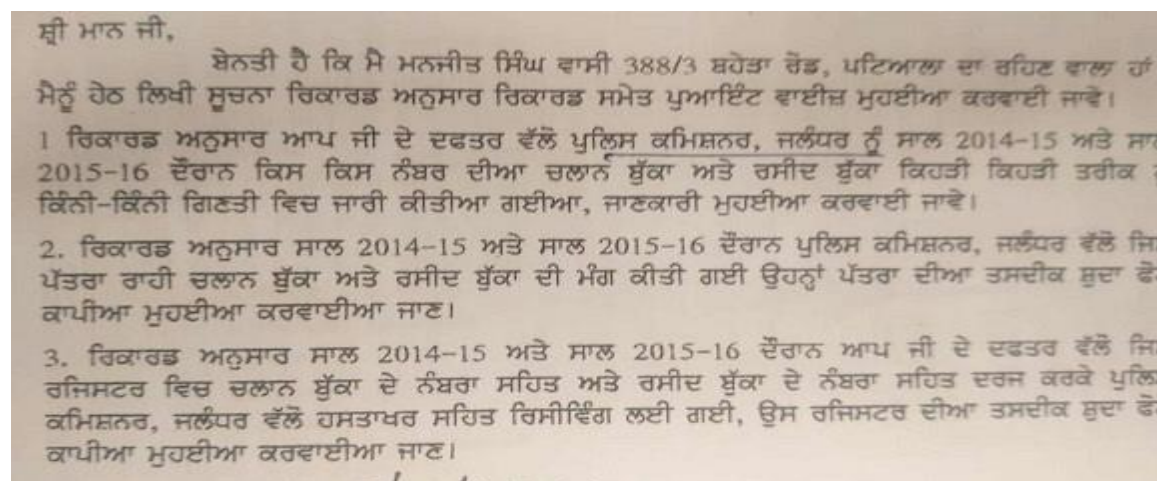 ਸ਼੍ਰੀ ਮਾਨ ਜੀ,
ਬੇਨਤੀ ਹੈ ਕਿ ਮੈ ਮਨਜੀਤ ਸਿੰਘ ਵਾਸੀ 388/3 ਬਹੇੜਾ ਰੋਡ, ਪਟਿਆਲਾ ਦਾ ਰਹਿਣ ਵਾਲਾ ਹਾਂ
ਮੈਨੂੰ ਹੇਠ ਲਿਖੀ ਸੂਚਨਾ ਰਿਕਾਰਡ ਅਨੁਸਾਰ ਰਿਕਾਰਡ ਸਮੇਤ ਪੁਆਇੰਟ ਵਾਈਜ਼ ਮੁਹਈਆ ਕਰਵਾਈ ਜਾਵੇ।
1 ਰਿਕਾਰਡ ਅਨੁਸਾਰ ਆਪ ਜੀ ਦੇ ਦਫਤਰ ਵੱਲੋ ਪੁਲਿਸ ਕਮਿਸ਼ਨਰ, ਜਲੰਧਰ ਨੂੰ ਸਾਲ 2014-15 ਅਤੇ
2015-16 ਦੌਰਾਨ ਕਿਸ ਕਿਸ ਨੰਬਰ ਦੀਆ ਚਲਾਨ ਬੁੱਕਾ ਅਤੇ ਰਸੀਦ ਬੁੱਕਾ ਕਿਹੜੀ ਕਿਹੜੀ ਤਰੀਕ
ਕਿੰਨੀ-ਕਿੰਨੀ ਗਿਣਤੀ ਵਿਚ ਜਾਰੀ ਕੀਤੀਆ ਗਈਆ, ਜਾਣਕਾਰੀ ਮੁਹਈਆ ਕਰਵਾਈ ਜਾਵੇ।
2. ਰਿਕਾਰਡ ਅਨੁਸਾਰ ਸਾਲ 2014-15 ਅਤੇ ਸਾਲ 2015-16 ਦੌਰਾਨ ਪੁਲਿਸ ਕਮਿਸ਼ਨਰ, ਜਲੰਧਰ ਵੱਲੋ
ਪੱਤਰਾ ਰਾਹੀ ਚਲਾਨ ਬੁੱਕਾ ਅਤੇ ਰਸੀਦ ਬੁੱਕਾ ਦੀ ਮੰਗ ਕੀਤੀ ਗਈ ਉਹਨ੍ਹਾਂ ਪੱਤਰਾ ਦੀਆ ਤਸਦੀਕ ਸ਼ੁਦਾ
ਕਾਪੀਆ ਮੁਹਈਆ ਕਰਵਾਈਆ ਜਾਣ।
3. ਰਿਕਾਰਡ ਅਨੁਸਾਰ ਸਾਲ 2014-15 ਅਤੇ ਸਾਲ 2015-16 ਦੌਰਾਨ ਆਪ ਜੀ ਦੇ ਦਫਤਰ ਵੱਲੋ
ਰਜਿਸਟਰ ਵਿਚ ਚਲਾਨ ਬੁੱਕਾ ਦੇ ਨੰਬਰਾ ਸਹਿਤ ਅਤੇ ਰਸੀਦ ਬੁੱਕਾ ਦੇ ਨੰਬਰਾ ਸਹਿਤ ਦਰਜ ਕਰਕੇ
ਕਮਿਸ਼ਨਰ, ਜਲੰਧਰ ਵੱਲੋ ਹਸਤਾਖਰ ਸਹਿਤ ਰਿਸੀਵਿੰਗ ਲਈ ਗਈ, ਉਸ ਰਜਿਸਟਰ ਦੀਆ ਤਸਦੀਕ ਸ਼ੁਦਾ
ਕਾਪੀਆ ਮੁਹਈਆ ਕਰਵਾਈਆ ਜਾਣ।